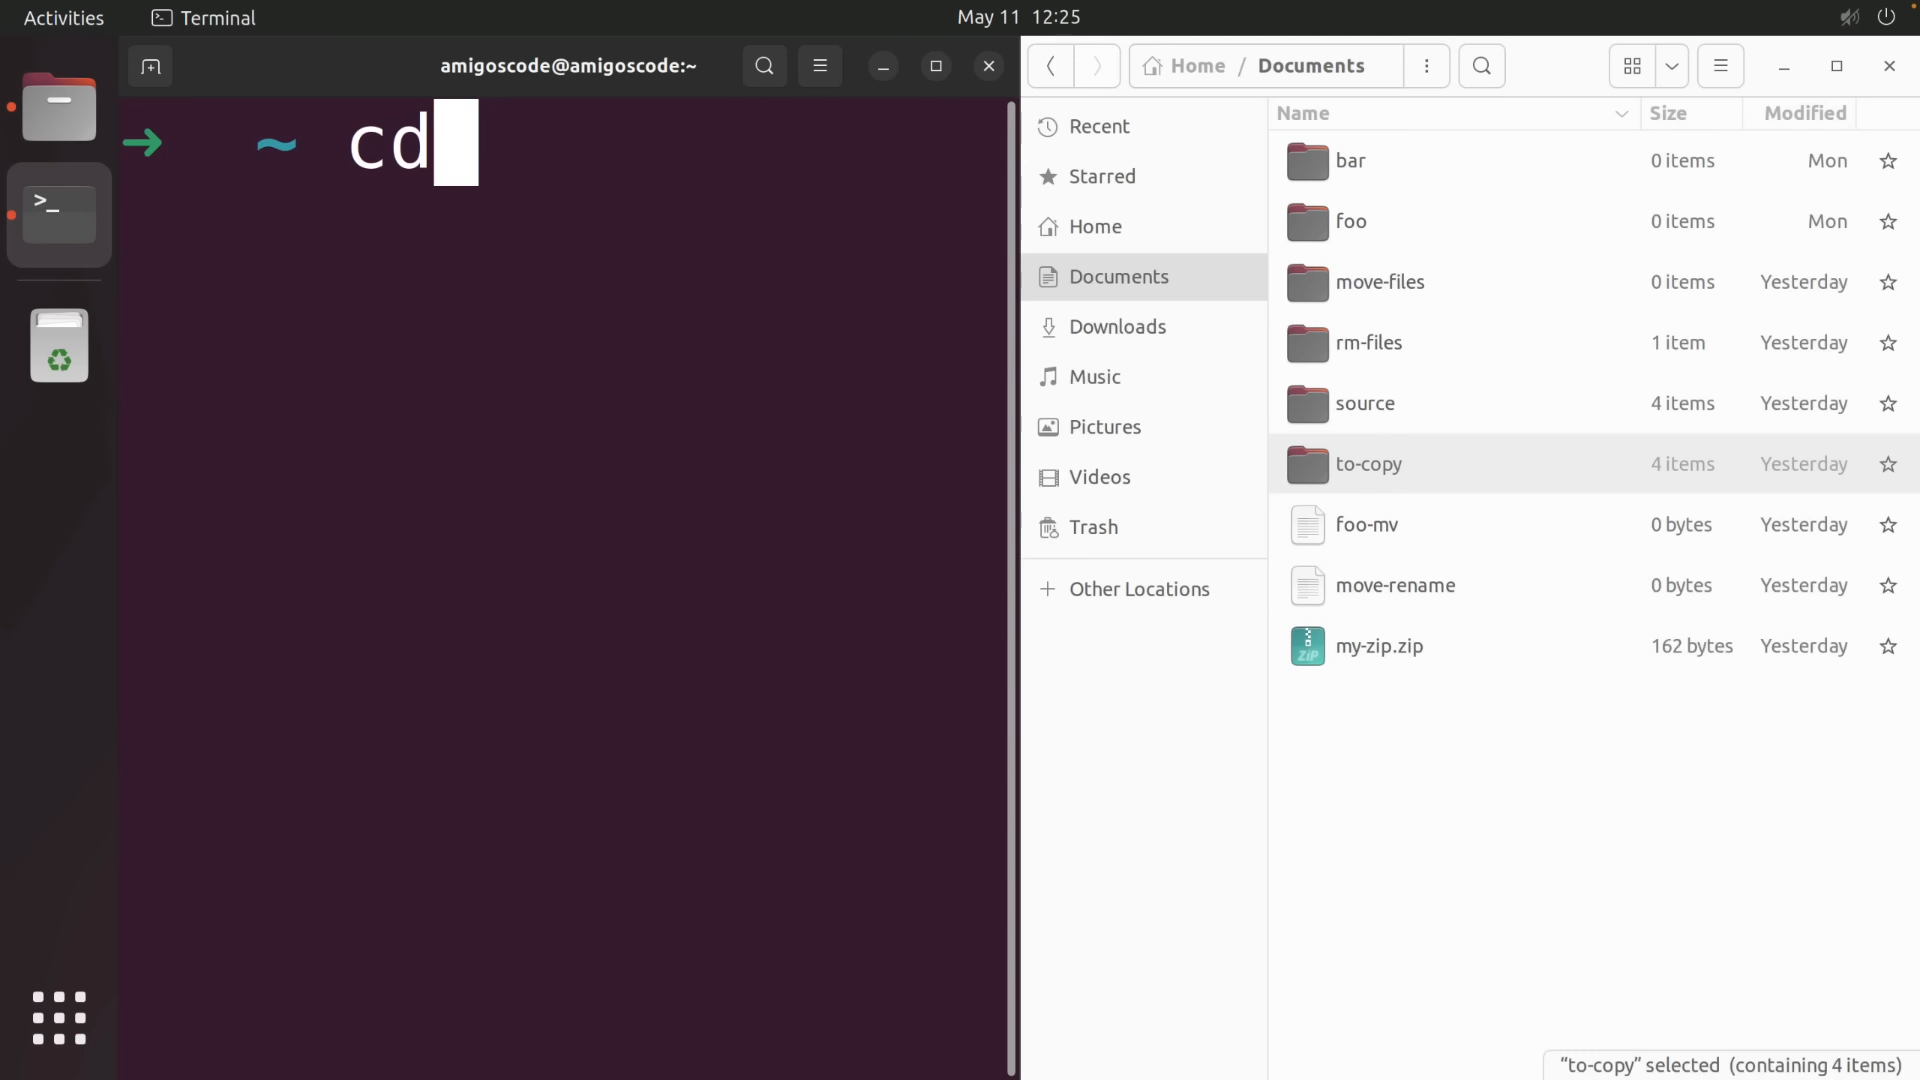 Activities
Terminal
May 11 12:25
amigoscode@amigoscode:~
→ ~ cd
>_
Home / Documents
Recent
Starred
Home
Documents
Downloads
Music
Pictures
Videos
Trash
+ Other Locations
Name Size Modified
bar 0 items Mon
foo 0 items Mon
move-files 0 items Yesterday
rm-files 1 item Yesterday
source 4 items Yesterday
to-copy 4 items Yesterday
foo-mv 0 bytes Yesterday
move-rename 0 bytes Yesterday
ZIP
my-zip.zip 162 bytes Yesterday
“to-copy” selected (containing 4 items)